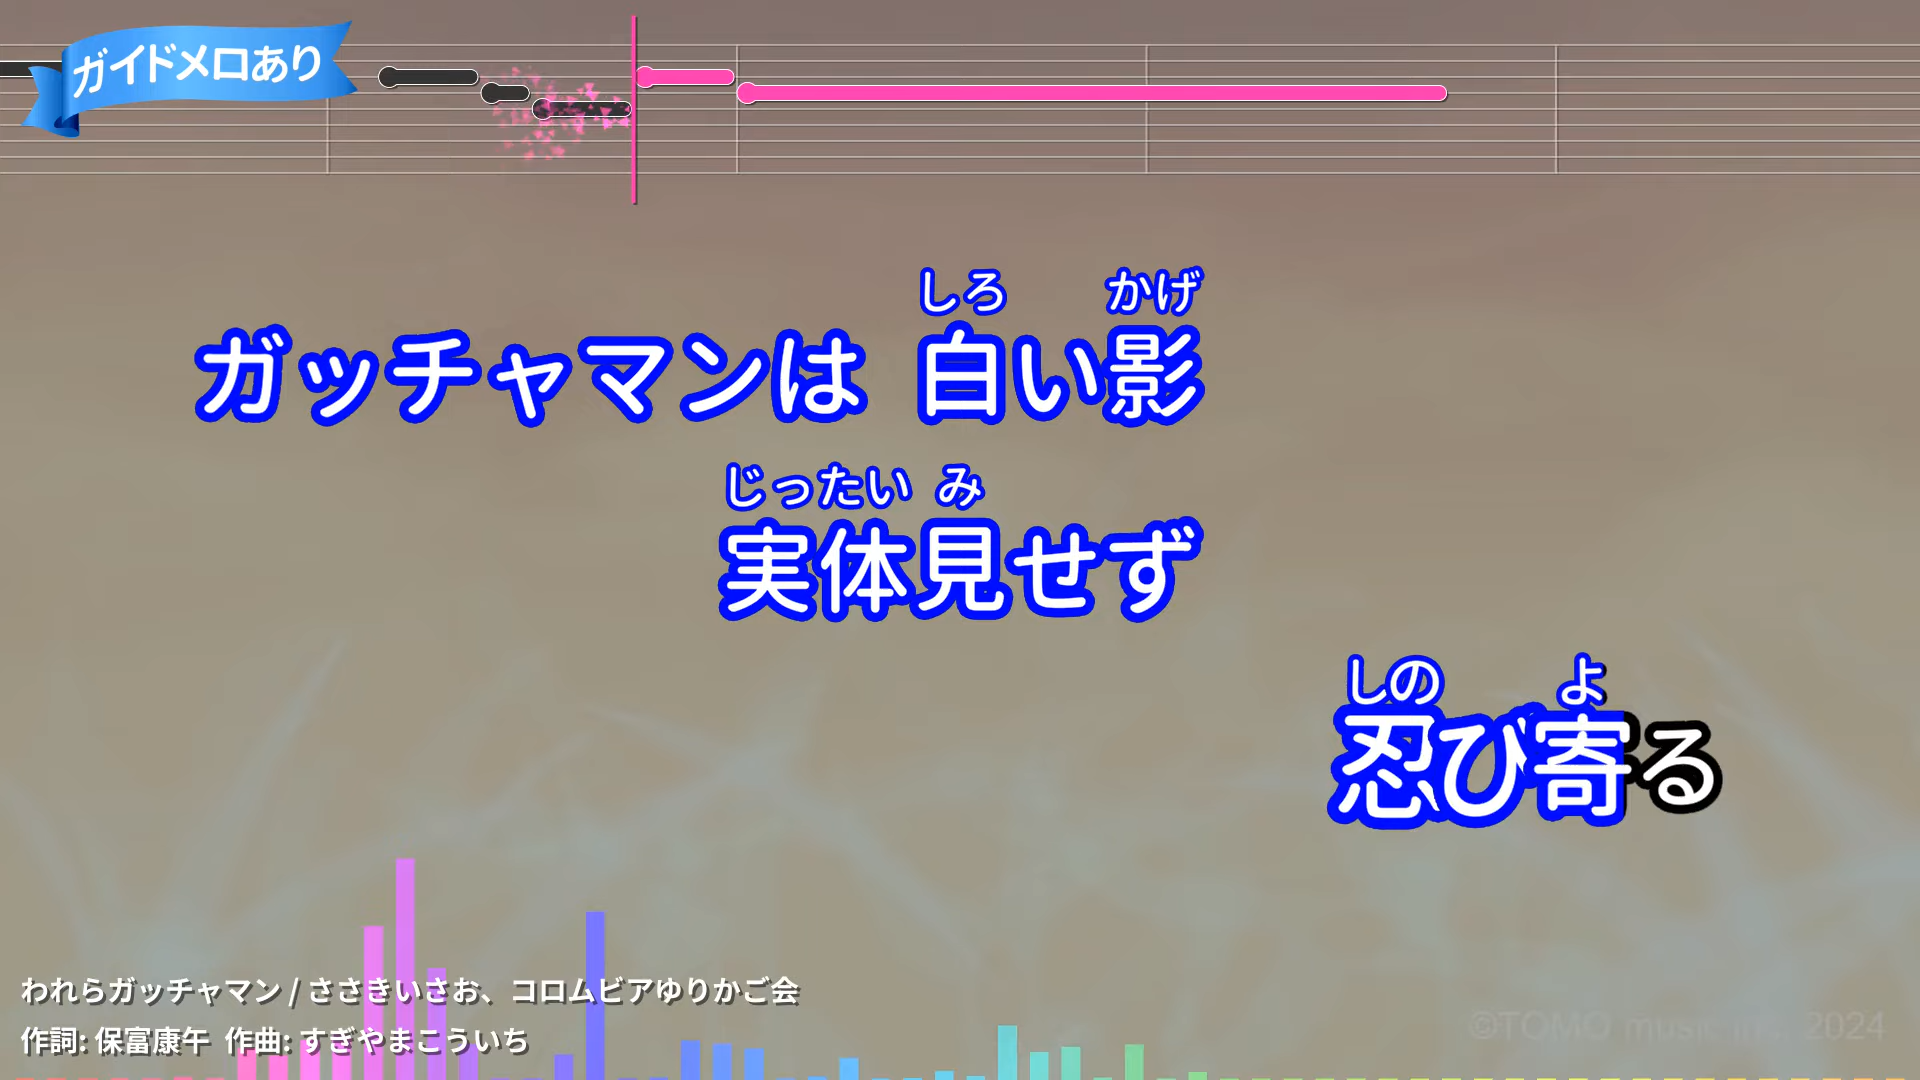 ガイドメロあり
しろ かげ
ガッチャマンは 白い影
じったい み
実体見せず
しの よ
忍び寄る
われらガッチャマン / ささきいさお、コロムビアゆりかご会
作詞: 保富康午 作曲: すぎやまこういち
©TOMO music inc. 2024